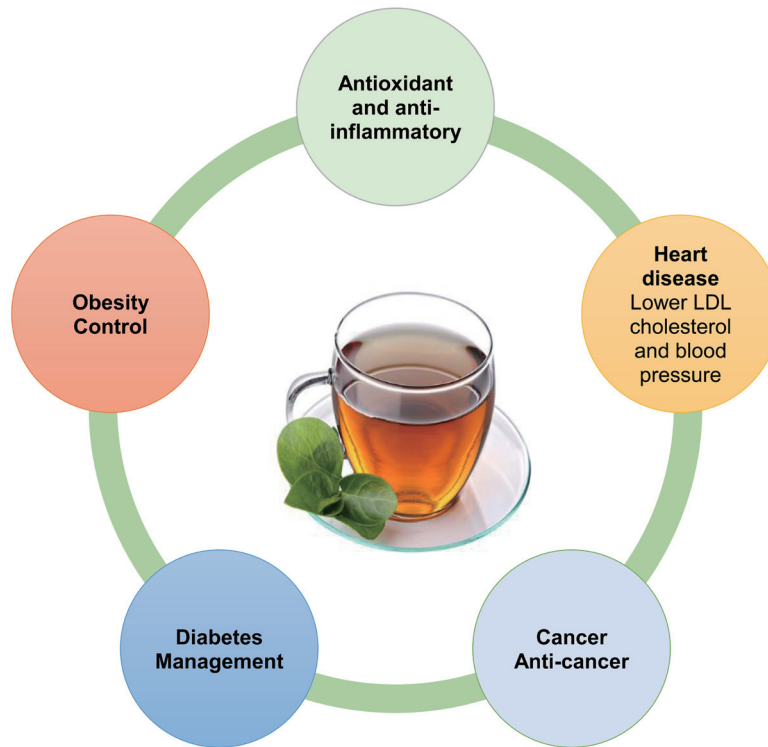 Antioxidant
and anti-
inflammatory
Heart
disease
Lower LDL
cholesterol
and blood
pressure
Cancer
Anti-cancer
Diabetes
Management
Obesity
Control